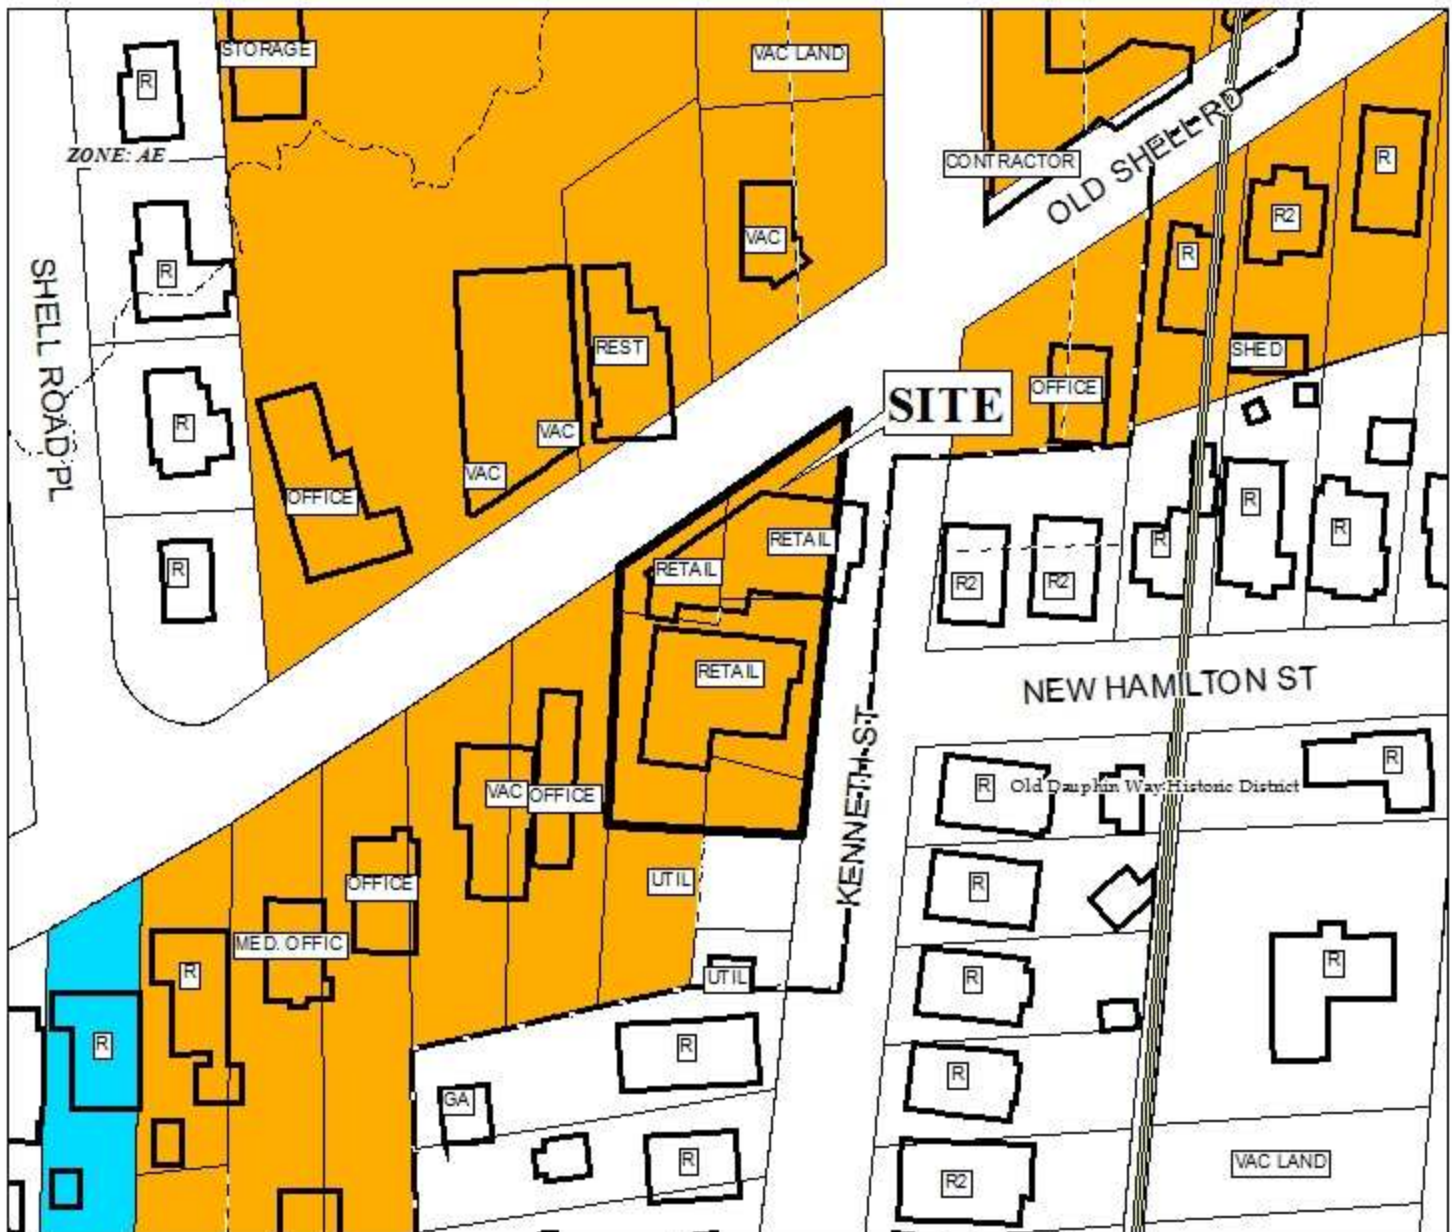 STORAGE
VAC LAND
R
ZONE: AE
CONTRACTOR
OLD SHELL RD
R
R2
R
VAC
R
R
SHELL ROAD PL
REST
SHED
OFFICE
SITE
R
VAC
VAC
OFFICE
R
R
RETAIL
R
R
RETAIL
R2
R2
RETAIL
NEW HAMILTON ST
KENNETH ST
VAC
OFFICE
R
Old Dauphin Way Historic District
R
OFFICE
UTIL
R
MED. OFFIC
R
UTIL
R
R
R
R
R
GA
R
R
VAC LAND
R2